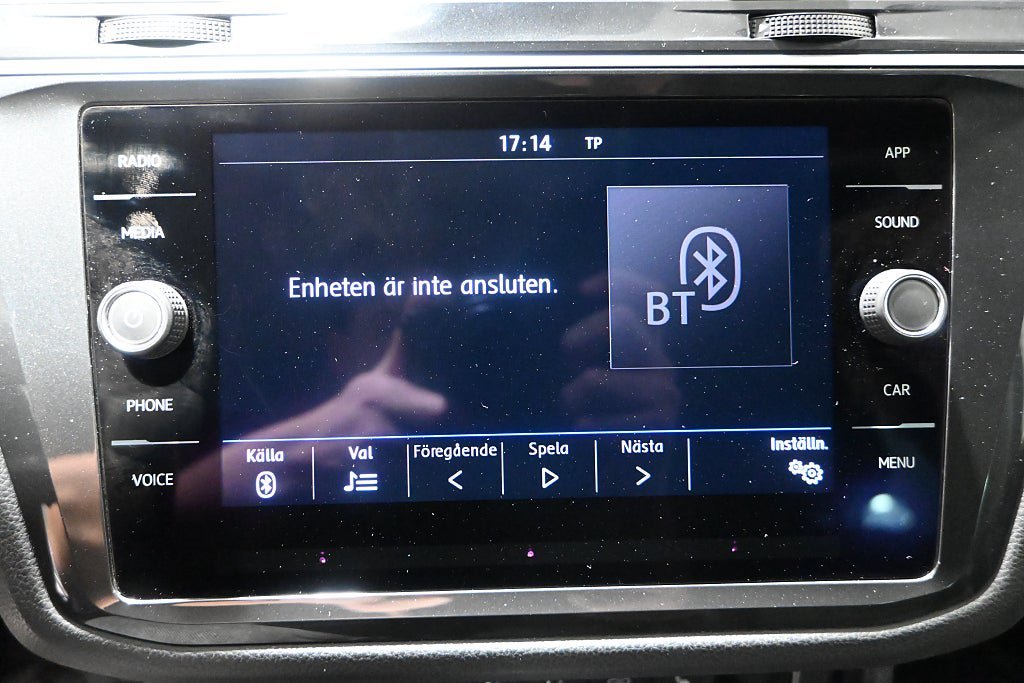 17:14 TP
RADIO
MEDIA
PHONE
VOICE
Enheten är inte ansluten.
BT
Källa
Val
Föregående
Spela
Nästa
Inställn.
APP
SOUND
CAR
MENU